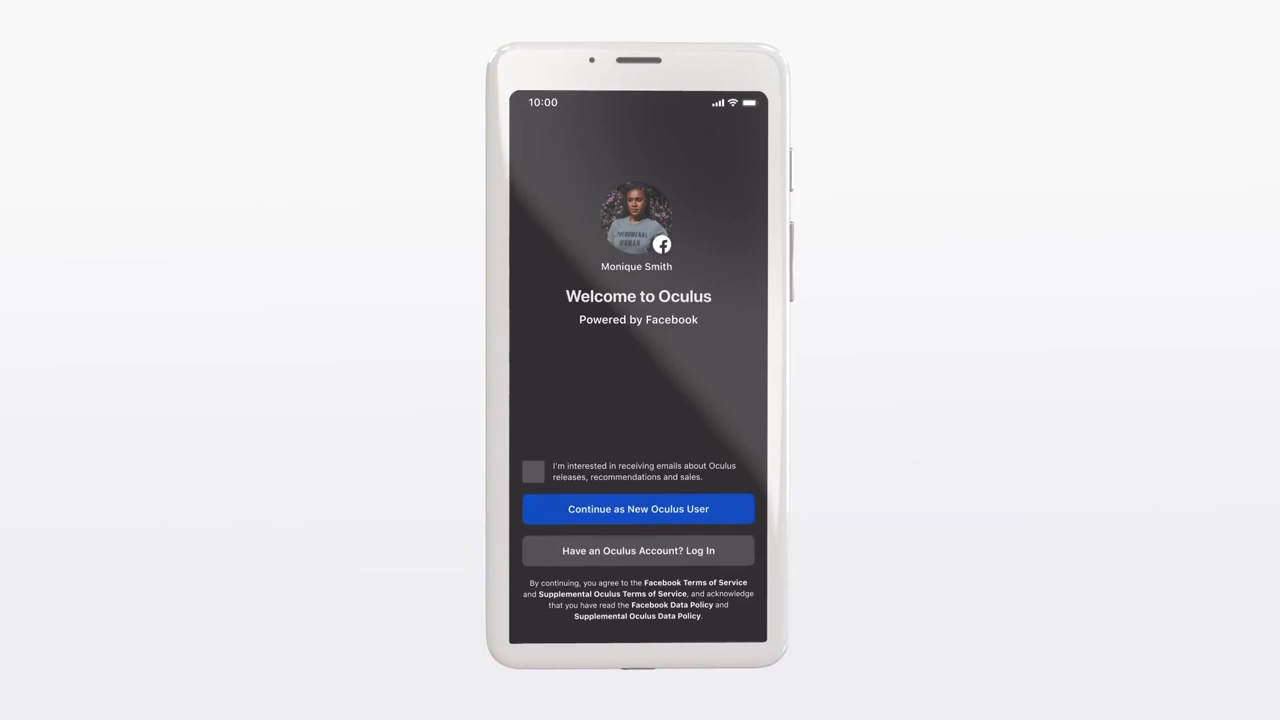 10:00
PHENOMENAL
WOMAN
Monique Smith
Welcome to Oculus
Powered by Facebook
I'm interested in receiving emails about Oculus
releases, recommendations and sales.
Continue as New Oculus User
Have an Oculus Account? Log In
By continuing, you agree to the Facebook Terms of Service
and Supplemental Oculus Terms of Service, and acknowledge
that you have read the Facebook Data Policy and
Supplemental Oculus Data Policy.